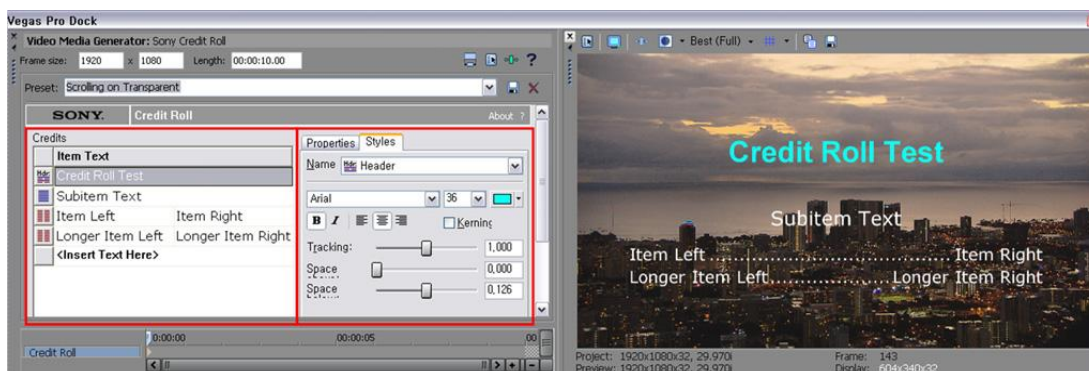 Vegas Pro Dock
Video Media Generator: Sony Credit Roll
Frame size: 1920 x 1080 Length: 00:00:10.00
Preset: Scrolling on Transparent
SONY. Credit Roll About ?
Credits
Item Text
Credit Roll Test
Subitem Text
Item Left Item Right
Longer Item Left Longer Item Right
<Insert Text Here>
Properties Styles
Name Header
Arial 36
B I Kerning
Tracking: 1,000
Space 0,000
Space 0,126
0:00:00 00:00:05 00
Credit Roll
Best (Full)
Credit Roll Test
Subitem Text
Item Left Item Right
Longer Item Left Longer Item Right
Project: 1920x1080x32, 29.970i Frame: 143
Preview: 1920x1080x32, 29.970i Display: 604x340x32